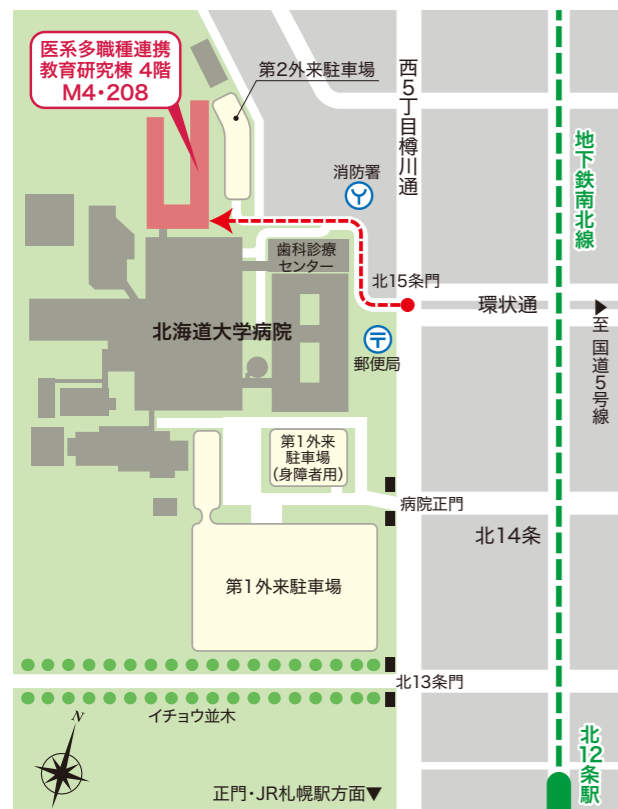 医系多職種連携
教育研究棟 4階
M4・208
第2外来駐車場
西5丁目樽川通
地下鉄南北線
消防署
歯科診療
センター
北15条門
環状通
▶至 国道5号線
北海道大学病院
〒
郵便局
第1外来
駐車場
(身障者用)
病院正門
北14条
第1外来駐車場
北13条門
イチョウ並木
N
北12条駅
正門・JR札幌駅方面▼